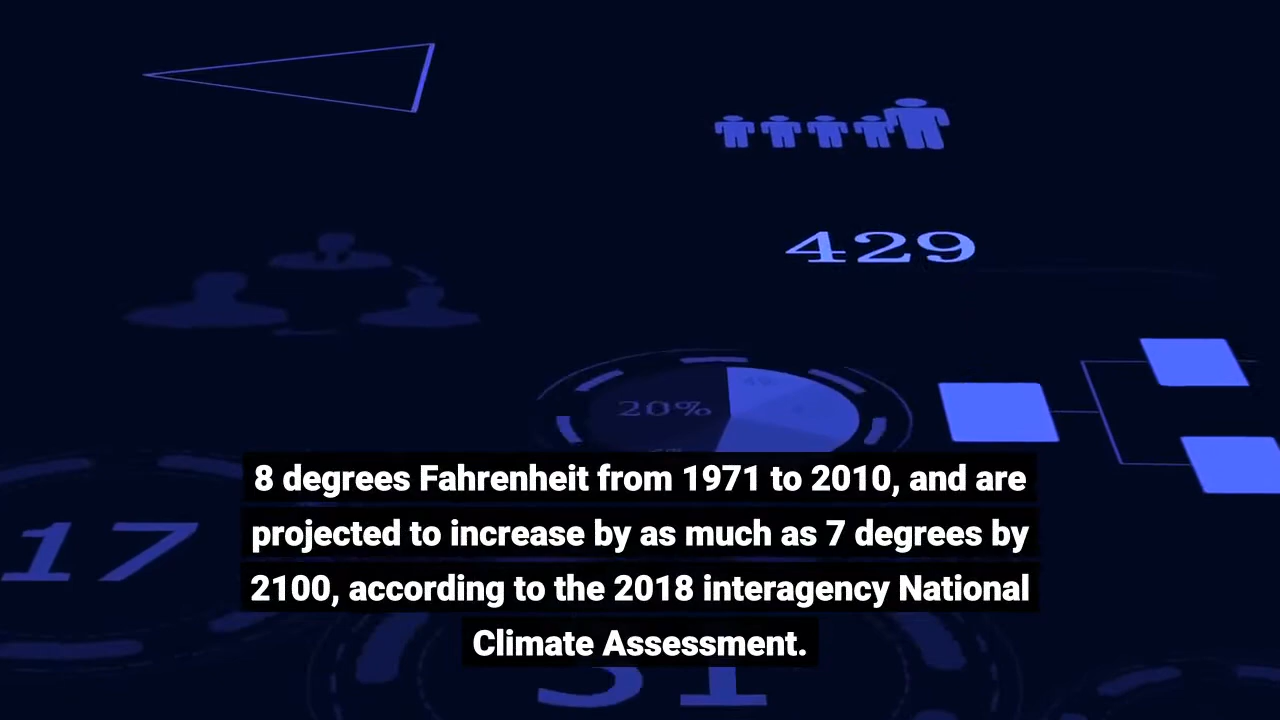 429
20%
8 degrees Fahrenheit from 1971 to 2010, and are
projected to increase by as much as 7 degrees by
2100, according to the 2018 interagency National
Climate Assessment.
17
31